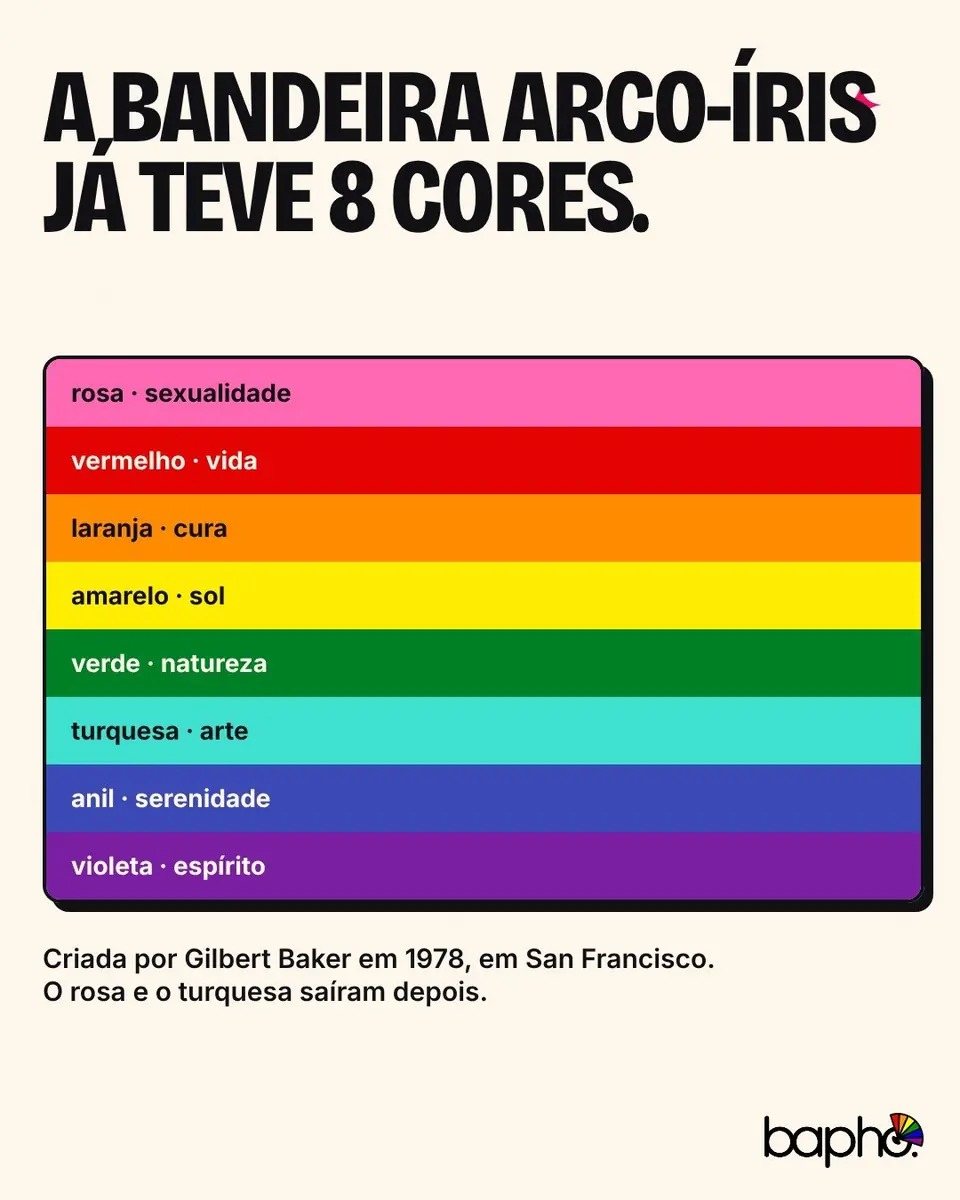 A BANDEIRA ARCO-ÍRIS
JÁ TEVE 8 CORES.
rosa · sexualidade
vermelho · vida
laranja · cura
amarelo · sol
verde · natureza
turquesa · arte
anil · serenidade
violeta · espírito
Criada por Gilbert Baker em 1978, em San Francisco.
O rosa e o turquesa saíram depois.
bapho.